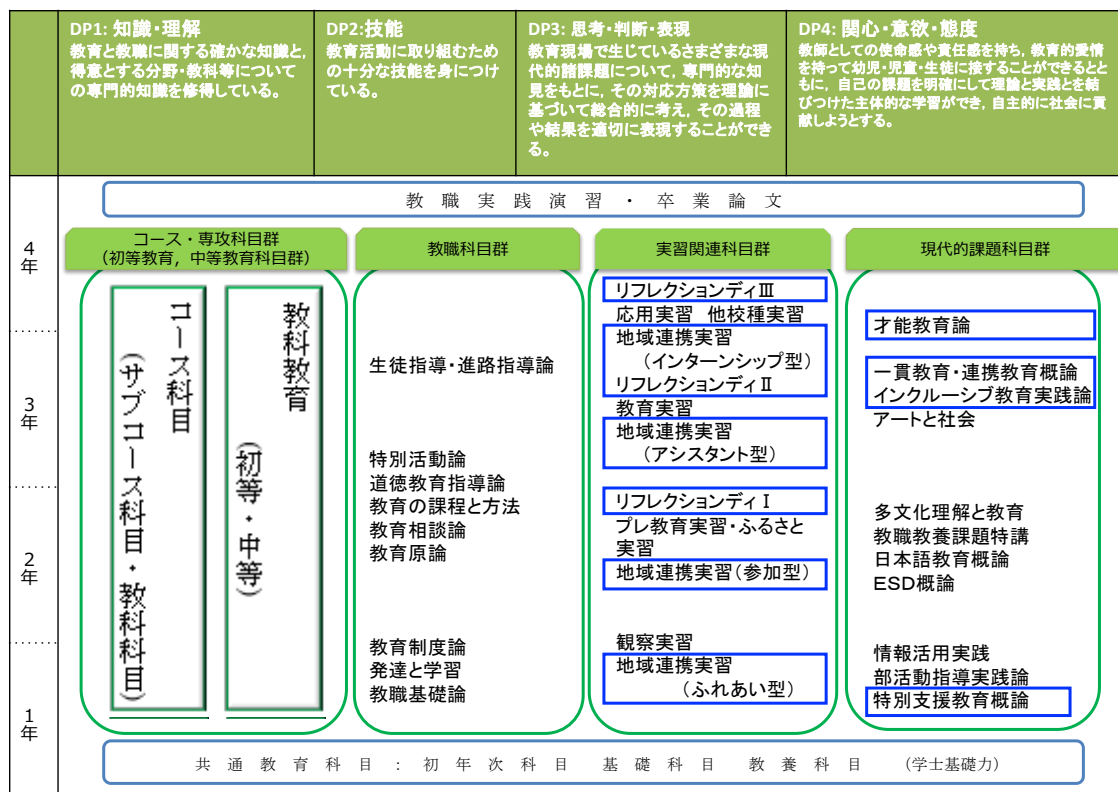 DP1: 知識・理解
教育と教職に関する確かな知識と,
得意とする分野・教科等について
の専門的知識を修得している。
DP2:技能
教育活動に取り組むため
の十分な技能を身につけ
ている。
DP3: 思考・判断・表現
教育現場で生じているさまざまな現
代的諸課題について, 専門的な知
見をもとに, その対応方策を理論に
基づいて総合的に考え, その過程
や結果を適切に表現することができ
る。
DP4: 関心・意欲・態度
教師としての使命感や責任感を持ち, 教育的愛情
を持って幼児・児童・生徒に接することができるとと
もに, 自己の課題を明確にして理論と実践とを結
びつけた主体的な学習ができ, 自主的に社会に貢
献しようとする。
教職実践演習・卒業論文
4年
3年
2年
1年
コース・専攻科目群
(初等教育, 中等教育科目群)
コース科目
(サブコース科目・教科科目)
教科教育
(初等・中等)
教職科目群
生徒指導・進路指導論
特別活動論
道徳教育指導論
教育の課程と方法
教育相談論
教育原論
教育制度論
発達と学習
教職基礎論
実習関連科目群
リフレクションディⅢ
応用実習 他校種実習
地域連携実習
(インターンシップ型)
リフレクションディⅡ
教育実習
地域連携実習
(アシスタント型)
リフレクションディⅠ
プレ教育実習・ふるさと
実習
地域連携実習(参加型)
観察実習
地域連携実習
(ふれあい型)
現代的課題科目群
才能教育論
一貫教育・連携教育概論
インクルーシブ教育実践論
アートと社会
多文化理解と教育
教職教養課題特講
日本語教育概論
ESD概論
情報活用実践
部活動指導実践論
特別支援教育概論
共通教育科目:初年次科目 基礎科目 教養科目 (学士基礎力)